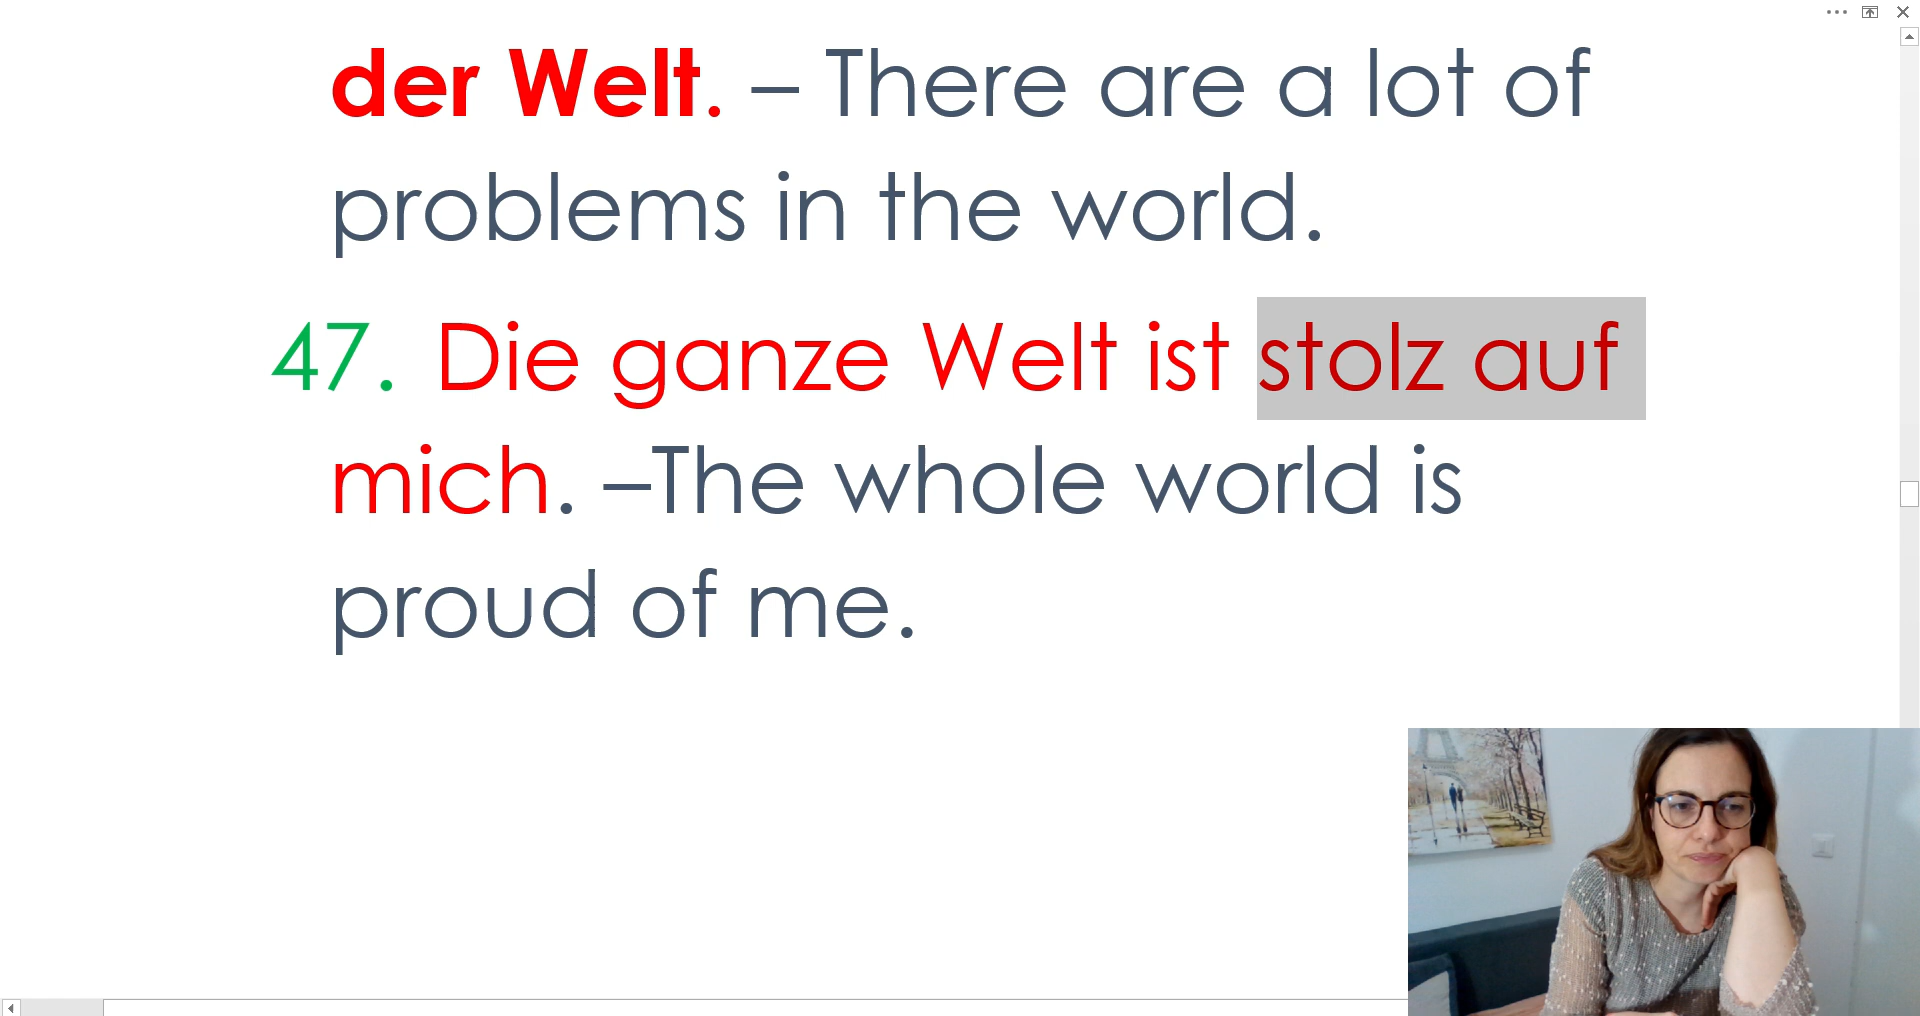 der Welt. – There are a lot of
problems in the world.
47. Die ganze Welt ist stolz auf
mich. –The whole world is
proud of me.